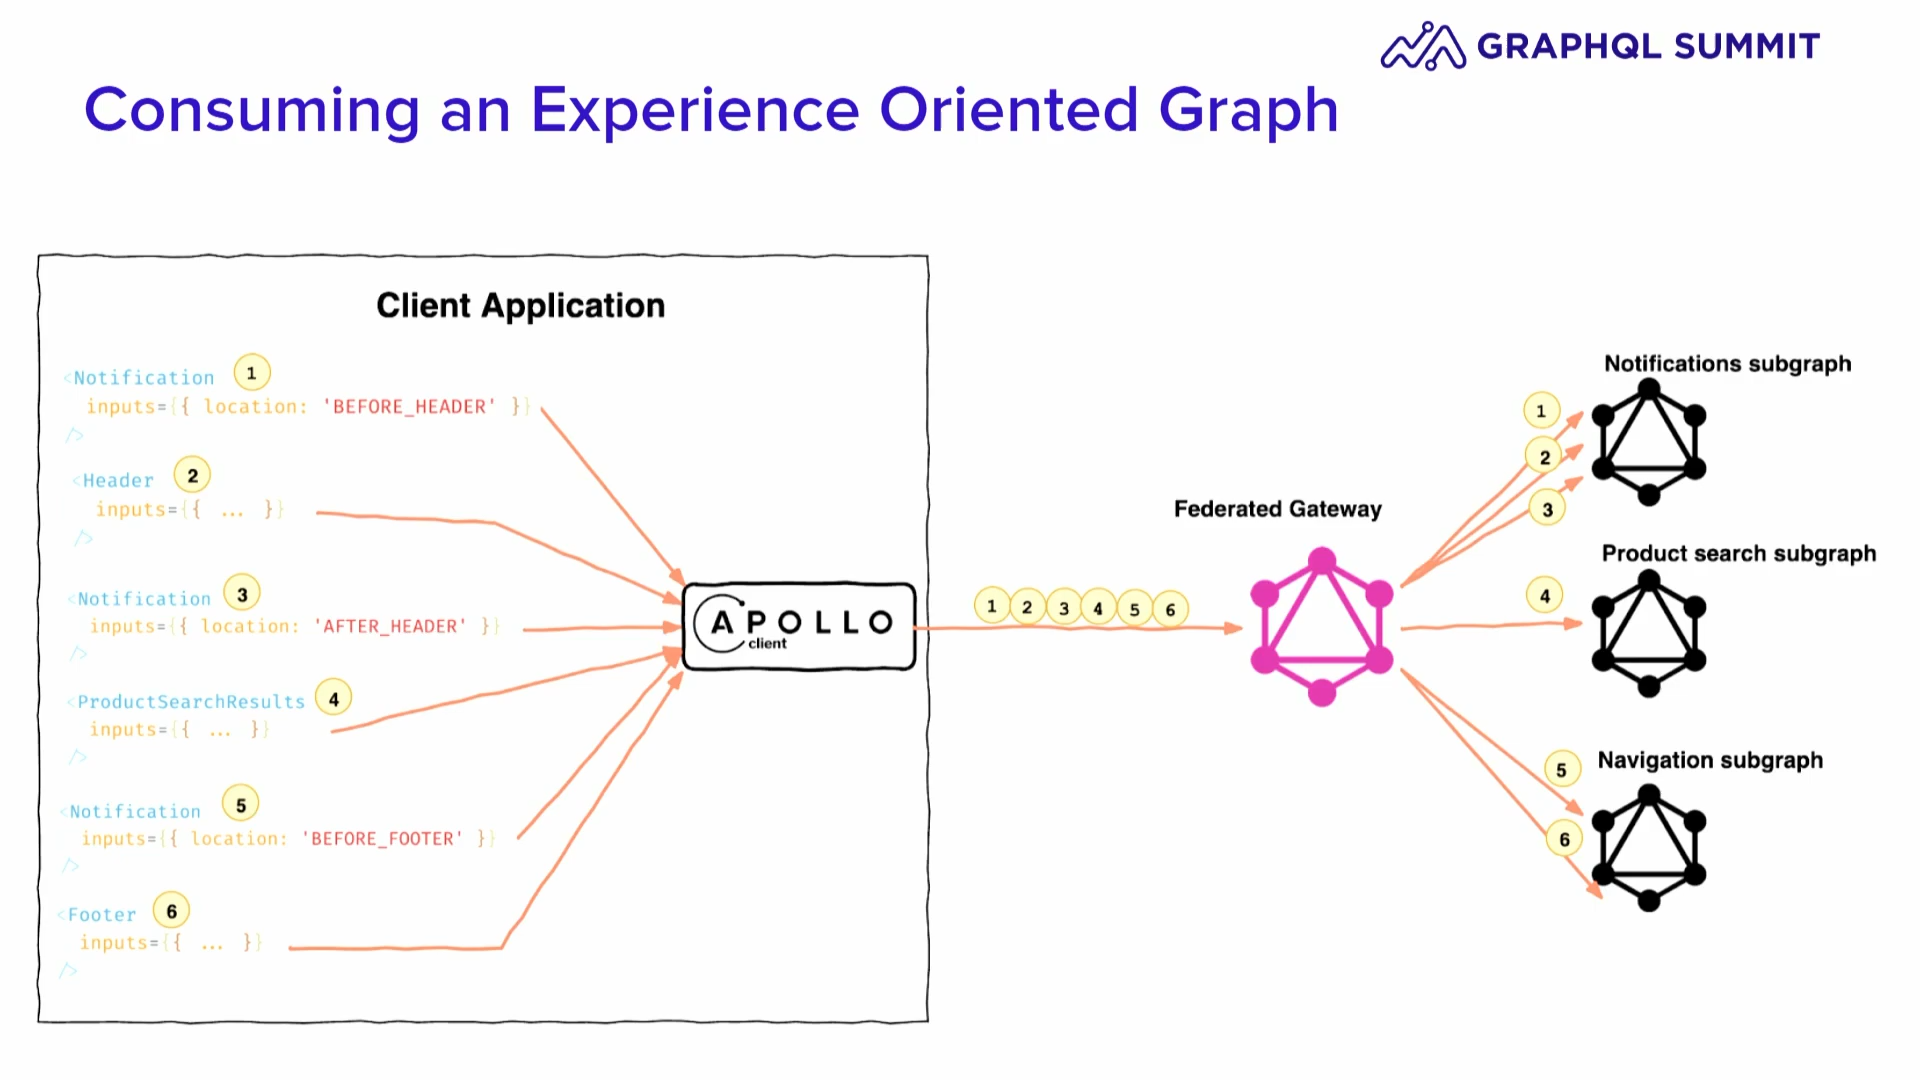 GRAPHQL SUMMIT
Consuming an Experience Oriented Graph
Client Application
<Notification 1
inputs={{ location: 'BEFORE_HEADER' }}
/>
<Header 2
inputs={{ ... }}
/>
<Notification 3
inputs={{ location: 'AFTER_HEADER' }}
/>
<ProductSearchResults 4
inputs={{ ... }}
/>
<Notification 5
inputs={{ location: 'BEFORE_FOOTER' }}
/>
<Footer 6
inputs={{ ... }}
/>
APOLLO
client
1 2 3 4 5 6
Federated Gateway
Notifications subgraph
1
2
3
Product search subgraph
4
Navigation subgraph
5
6